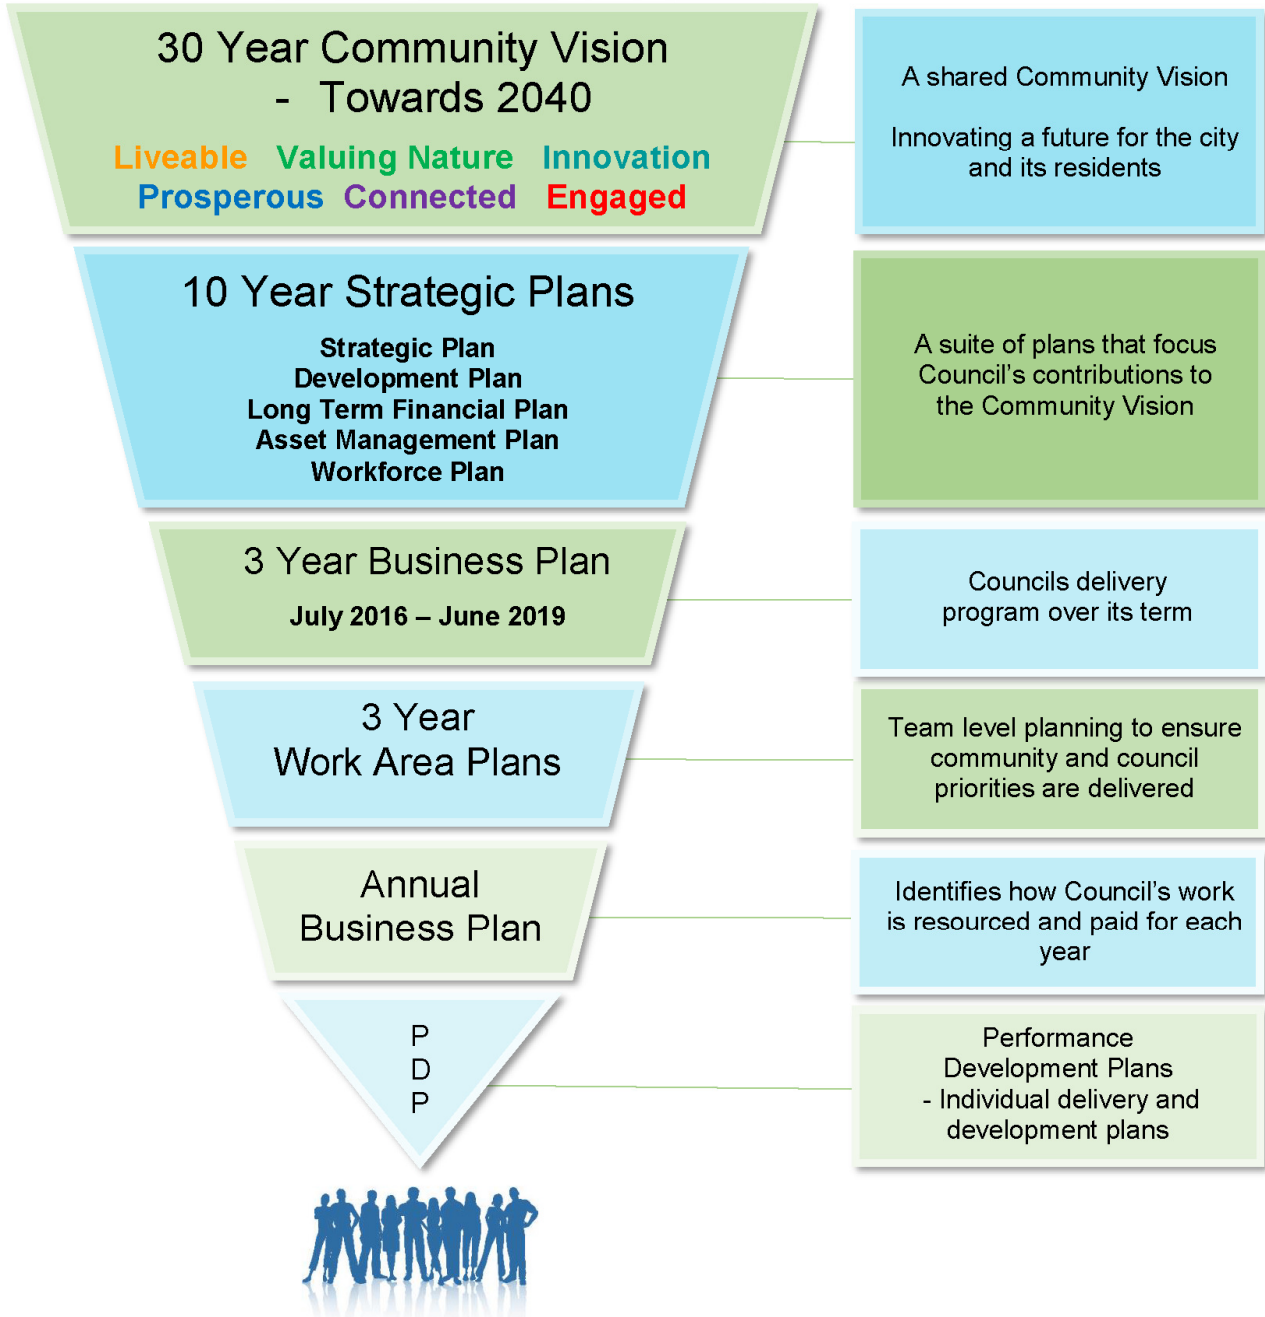 30 Year Community Vision
- Towards 2040
Liveable Valuing Nature Innovation
Prosperous Connected Engaged
A shared Community Vision
Innovating a future for the city
and its residents
10 Year Strategic Plans
Strategic Plan
Development Plan
Long Term Financial Plan
Asset Management Plan
Workforce Plan
A suite of plans that focus
Council’s contributions to
the Community Vision
3 Year Business Plan
July 2016 – June 2019
Councils delivery
program over its term
3 Year
Work Area Plans
Team level planning to ensure
community and council
priorities are delivered
Annual
Business Plan
Identifies how Council’s work
is resourced and paid for each
year
P
D
P
Performance
Development Plans
- Individual delivery and
development plans